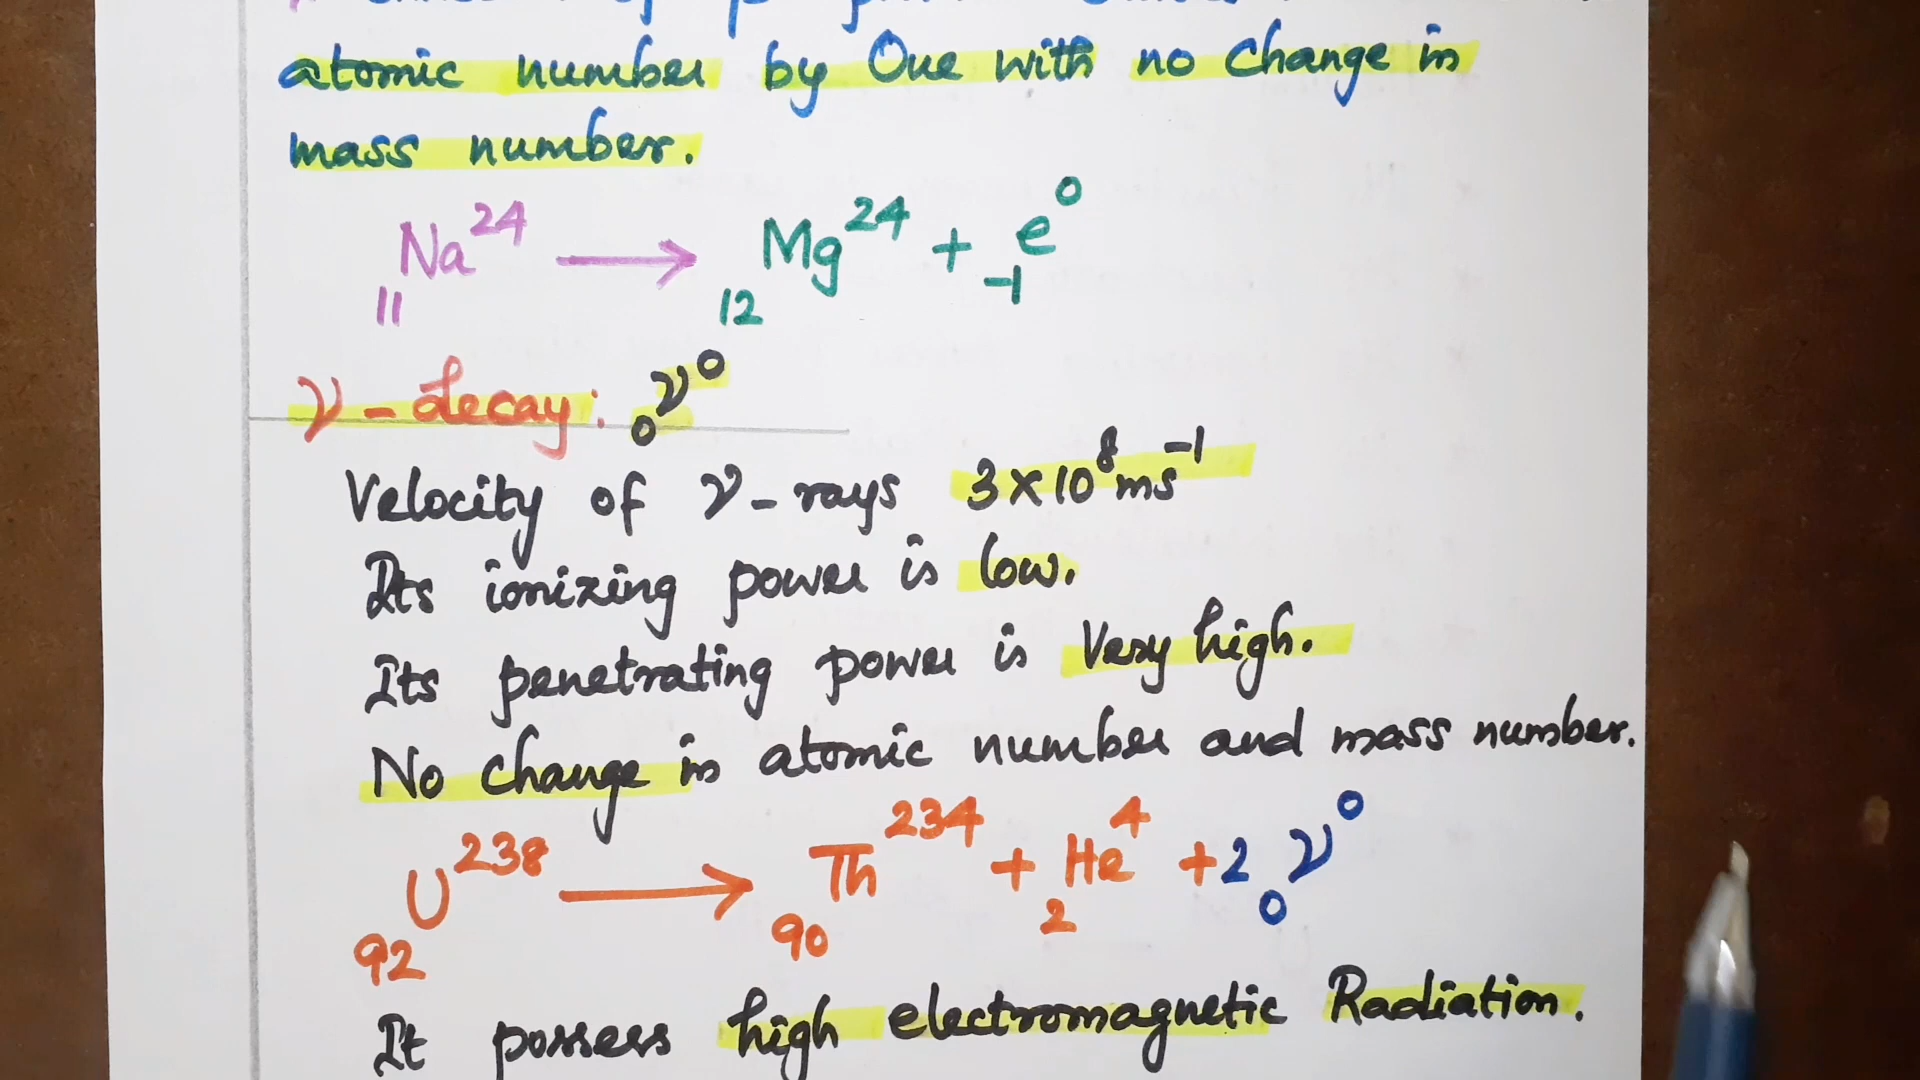 atomic number by One with no change in
mass number.
₁₁Na²⁴ → ₁₂Mg²⁴ + ₋₁e⁰
γ - decay: ₀γ⁰
Velocity of γ - rays 3 x 10⁸ ms⁻¹
Its ionizing power is low.
Its penetrating power is Very high.
No change in atomic number and mass number.
₉₂U²³⁸ → ₉₀Th²³⁴ + ₂He⁴ + 2 ₀γ⁰
It possess high electromagnetic Radiation.